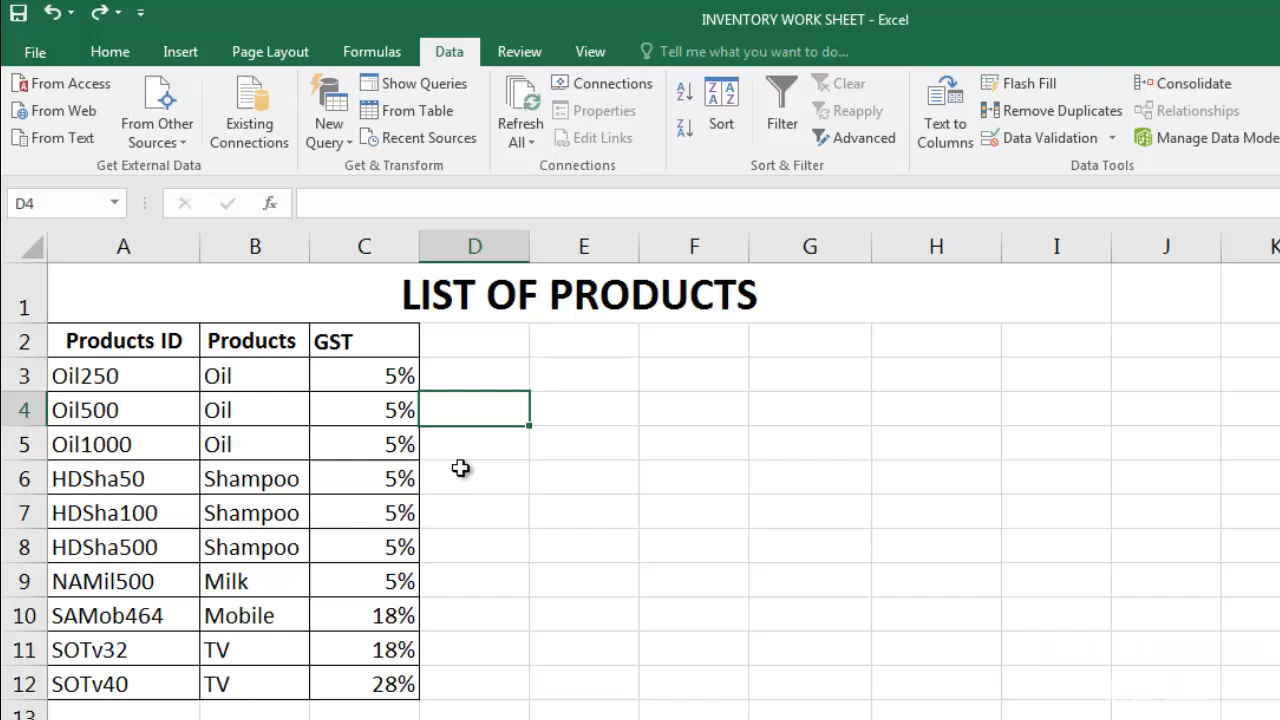 INVENTORY WORK SHEET - Excel
File Home Insert Page Layout Formulas Data Review View Tell me what you want to do...
From Access
From Web
From Text
From Other Sources
Existing Connections
Get External Data
New Query
Show Queries
From Table
Recent Sources
Get & Transform
Refresh All
Connections
Properties
Edit Links
Connections
Sort
Filter
Clear
Reapply
Advanced
Sort & Filter
Text to Columns
Flash Fill
Remove Duplicates
Data Validation
Consolidate
Relationships
Manage Data Mode
Data Tools
D4 fx
A B C D E F G H I J K
1 LIST OF PRODUCTS
2 Products ID Products GST
3 Oil250 Oil 5%
4 Oil500 Oil 5%
5 Oil1000 Oil 5%
6 HDSha50 Shampoo 5%
7 HDSha100 Shampoo 5%
8 HDSha500 Shampoo 5%
9 NAMil500 Milk 5%
10 SAMob464 Mobile 18%
11 SOTv32 TV 18%
12 SOTv40 TV 28%
13